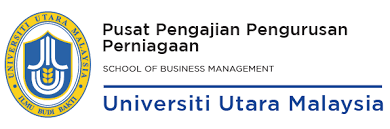 UNIVERSITI UTARA MALAYSIA
ILMU BUDI BAKTI
Pusat Pengajian Pengurusan
Perniagaan
SCHOOL OF BUSINESS MANAGEMENT
Universiti Utara Malaysia